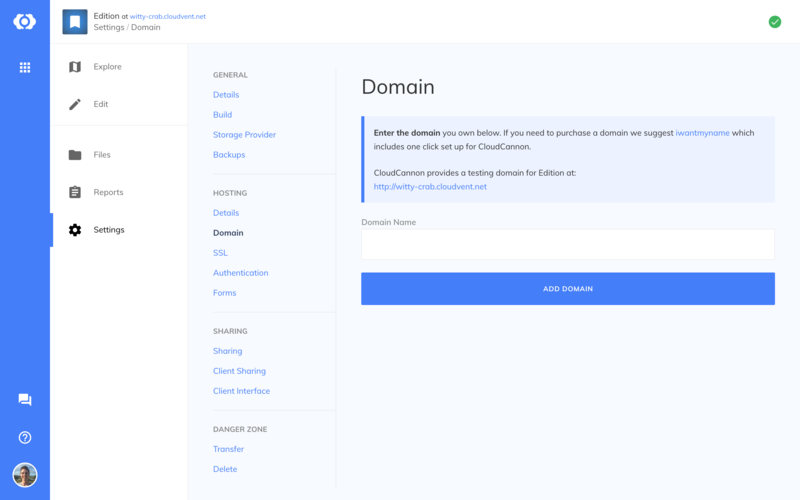 Edition at witty-crab.cloudvent.net
Settings / Domain
Explore
Edit
Files
Reports
Settings
GENERAL
Details
Build
Storage Provider
Backups
HOSTING
Details
Domain
SSL
Authentication
Forms
SHARING
Sharing
Client Sharing
Client Interface
DANGER ZONE
Transfer
Delete
Domain
Enter the domain you own below. If you need to purchase a domain we suggest iwantmyname which
includes one click set up for CloudCannon.
CloudCannon provides a testing domain for Edition at:
http://witty-crab.cloudvent.net
Domain Name
ADD DOMAIN